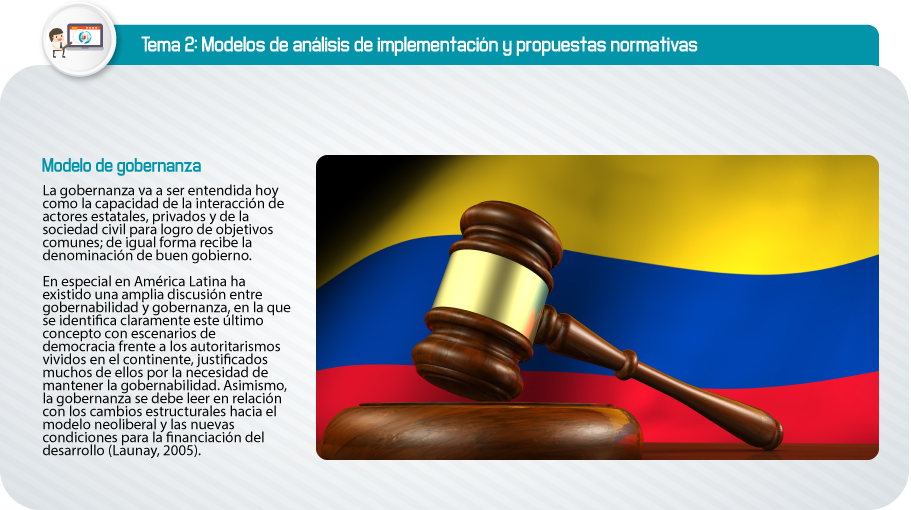 Tema 2: Modelos de análisis de implementación y propuestas normativas
Modelo de gobernanza
La gobernanza va a ser entendida hoy
como la capacidad de la interacción de
actores estatales, privados y de la
sociedad civil para logro de objetivos
comunes; de igual forma recibe la
denominación de buen gobierno.
En especial en América Latina ha
existido una amplia discusión entre
gobernabilidad y gobernanza, en la que
se identifica claramente este último
concepto con escenarios de
democracia frente a los autoritarismos
vividos en el continente, justificados
muchos de ellos por la necesidad de
mantener la gobernabilidad. Asimismo,
la gobernanza se debe leer en relación
con los cambios estructurales hacia el
modelo neoliberal y las nuevas
condiciones para la financiación del
desarrollo (Launay, 2005).